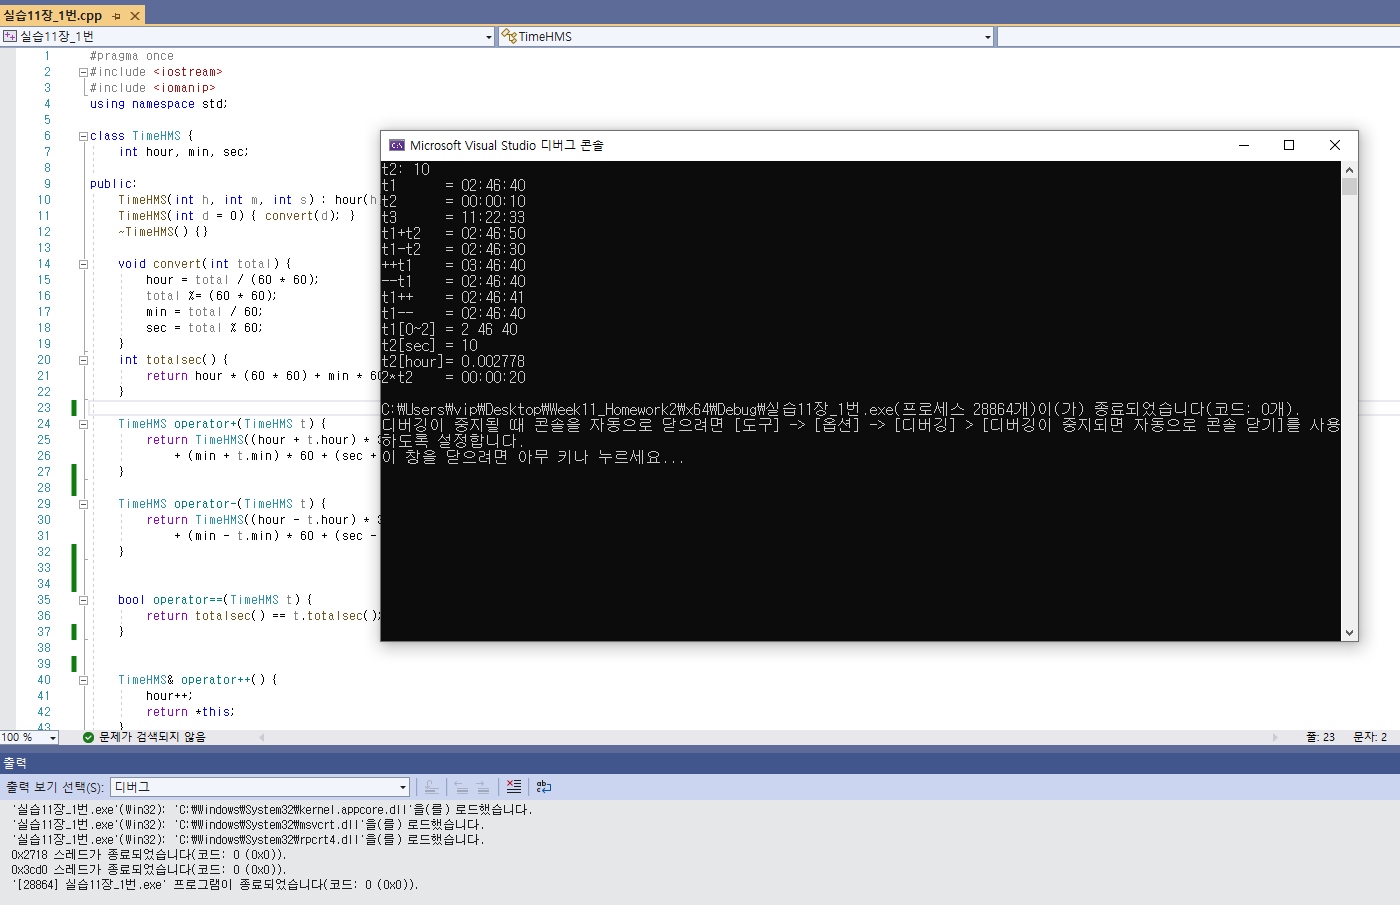 실습11장_1번.cpp
실습11장_1번
TimeHMS
1 #pragma once
2 #include <iostream>
3 #include <iomanip>
4 using namespace std;
5
6 class TimeHMS {
7 int hour, min, sec;
8
9 public:
10 TimeHMS(int h, int m, int s) : hour(h
11 TimeHMS(int d = 0) { convert(d); }
12 ~TimeHMS() {}
13
14 void convert(int total) {
15 hour = total / (60 * 60);
16 total %= (60 * 60);
17 min = total / 60;
18 sec = total % 60;
19 }
20 int totalsec() {
21 return hour * (60 * 60) + min * 60
22 }
23
24 TimeHMS operator+(TimeHMS t) {
25 return TimeHMS((hour + t.hour) * 3
26 + (min + t.min) * 60 + (sec +
27 }
28
29 TimeHMS operator-(TimeHMS t) {
30 return TimeHMS((hour - t.hour) * 3
31 + (min - t.min) * 60 + (sec -
32 }
33
34
35 bool operator==(TimeHMS t) {
36 return totalsec() == t.totalsec();
37 }
38
39
40 TimeHMS& operator++() {
41 hour++;
42 return *this;
43 }
Microsoft Visual Studio 디버그 콘솔
t2: 10
t1 = 02:46:40
t2 = 00:00:10
t3 = 11:22:33
t1+t2 = 02:46:50
t1-t2 = 02:46:30
++t1 = 03:46:40
--t1 = 02:46:40
t1++ = 02:46:41
t1-- = 02:46:40
t1[0~2] = 2 46 40
t2[sec] = 10
t2[hour]= 0.002778
2*t2 = 00:00:20
C:₩Users₩vip₩Desktop₩Week11_Homework2₩x64₩Debug₩실습11장_1번.exe(프로세스 28864개)이(가) 종료되었습니다(코드: 0개).
디버깅이 중지될 때 콘솔을 자동으로 닫으려면 [도구] -> [옵션] -> [디버깅] > [디버깅이 중지되면 자동으로 콘솔 닫기]를 사용
하도록 설정합니다.
이 창을 닫으려면 아무 키나 누르세요...
100 %
문제가 검색되지 않음
줄: 23 문자: 2
출력
출력 보기 선택(S): 디버그
'실습11장_1번.exe'(Win32): 'C:₩Windows₩System32₩kernel.appcore.dll'을(를) 로드했습니다.
'실습11장_1번.exe'(Win32): 'C:₩Windows₩System32₩msvcrt.dll'을(를) 로드했습니다.
'실습11장_1번.exe'(Win32): 'C:₩Windows₩System32₩rpcrt4.dll'을(를) 로드했습니다.
0x2718 스레드가 종료되었습니다(코드: 0 (0x0)).
0x3cd0 스레드가 종료되었습니다(코드: 0 (0x0)).
'[28864] 실습11장_1번.exe' 프로그램이 종료되었습니다(코드: 0 (0x0)).